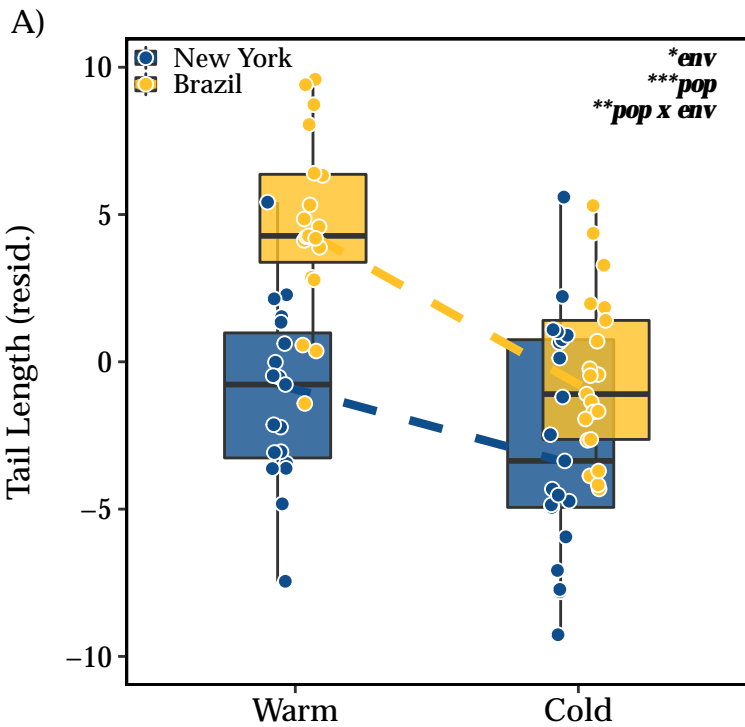 A)
New York
Brazil
*env
***pop
**pop x env
Tail Length (resid.)
10
5
0
−5
−10
Warm
Cold